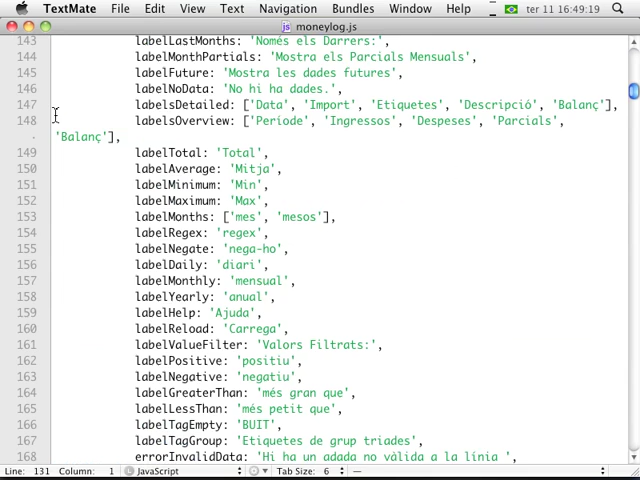 TextMate File Edit View Text Navigation Bundles Window Help ter 11 16:49:19
moneylog.js
143 labelLastMonths: 'Només els Darrers:',
144 labelMonthPartials: 'Mostra els Parcials Mensuals'
145 labelFuture: 'Mostra les dades futures',
146 labelNoData: 'No hi ha dades.',
147 labelsDetailed: ['Data', 'Import', 'Etiquetes', 'Descripció', 'Balanç'],
148 labelsOverview: ['Període', 'Ingressos', 'Despeses', 'Parcials',
'Balanç'],
149 labelTotal: 'Total',
150 labelAverage: 'Mitja',
151 labelMinimum: 'Min',
152 labelMaximum: 'Max',
153 labelMonths: ['mes', 'mesos'],
154 labelRegex: 'regex',
155 labelNegate: 'nega-ho',
156 labelDaily: 'diari',
157 labelMonthly: 'mensual',
158 labelYearly: 'anual',
159 labelHelp: 'Ajuda',
160 labelReload: 'Carrega',
161 labelValueFilter: 'Valors Filtrats:',
162 labelPositive: 'positiu',
163 labelNegative: 'negatiu',
164 labelGreaterThan: 'més gran que',
165 labelLessThan: 'més petit que',
166 labelTagEmpty: 'BUIT',
167 labelTagGroup: 'Etiquetes de grup triades',
168 errorInvalidData: 'Hi ha un adada no vàlida a la línia ',
Line: 131 Column: 1 JavaScript Tab Size: 6 —